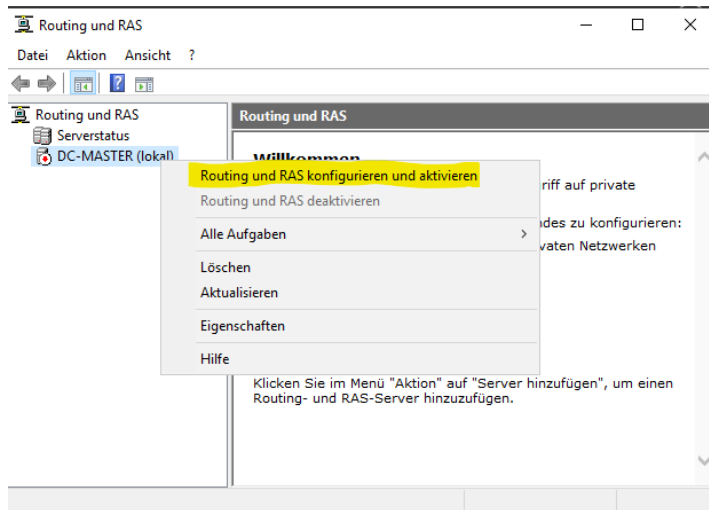 Routing und RAS
Datei Aktion Ansicht ?
Routing und RAS
Serverstatus
DC-MASTER (lokal)
Routing und RAS
Willkommen
Routing und RAS konfigurieren und aktivieren
Routing und RAS deaktivieren
Alle Aufgaben
Löschen
Aktualisieren
Eigenschaften
Hilfe
riff auf private
des zu konfigurieren:
vaten Netzwerken
Klicken Sie im Menü "Aktion" auf "Server hinzufügen", um einen
Routing- und RAS-Server hinzuzufügen.